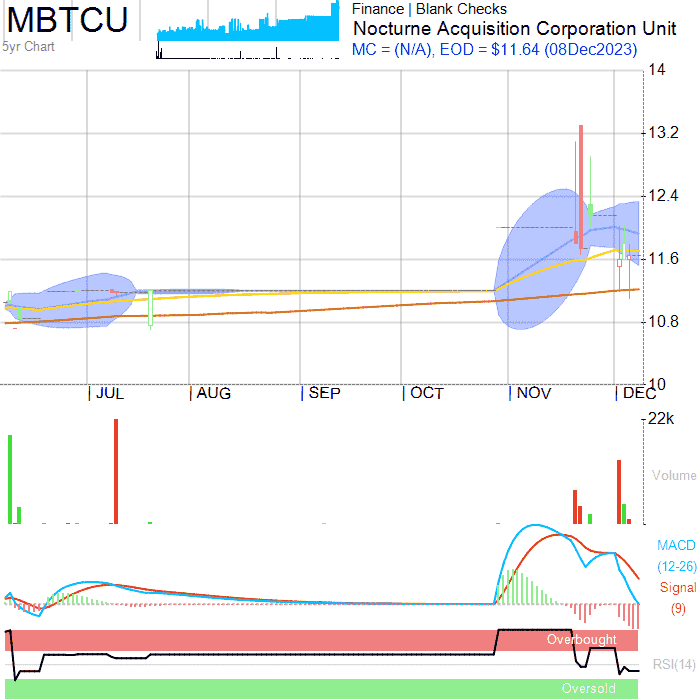 MBTCU
5yr Chart
Finance | Blank Checks
Nocturne Acquisition Corporation Unit
MC = (N/A), EOD = $11.64 (08Dec2023)
14
13.2
12.4
11.6
10.8
10
JUL AUG SEP OCT NOV DEC
22k
Volume
MACD
(12-26)
Signal
(9)
Overbought
RSI(14)
Oversold